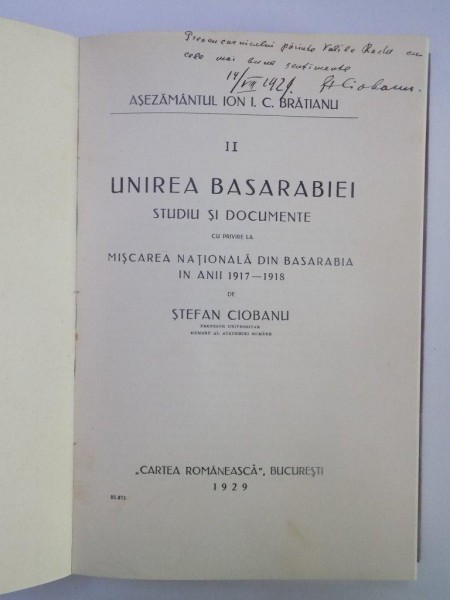 părinte Vasile Radu cu
cele mai bune sentimente
14/VII 1929. Șt Ciobanu.
AȘEZĂMÂNTUL ION I. C. BRĂTIANU
II
UNIREA BASARABIEI
STUDIU ȘI DOCUMENTE
CU PRIVIRE LA
MIȘCAREA NAȚIONALĂ DIN BASARABIA
IN ANII 1917—1918
DE
ȘTEFAN CIOBANU
PROFESOR UNIVERSITAR
MEMBRU AL ACADEMIEI ROMÂNE
„CARTEA ROMÂNEASCĂ”, BUCUREȘTI
1929